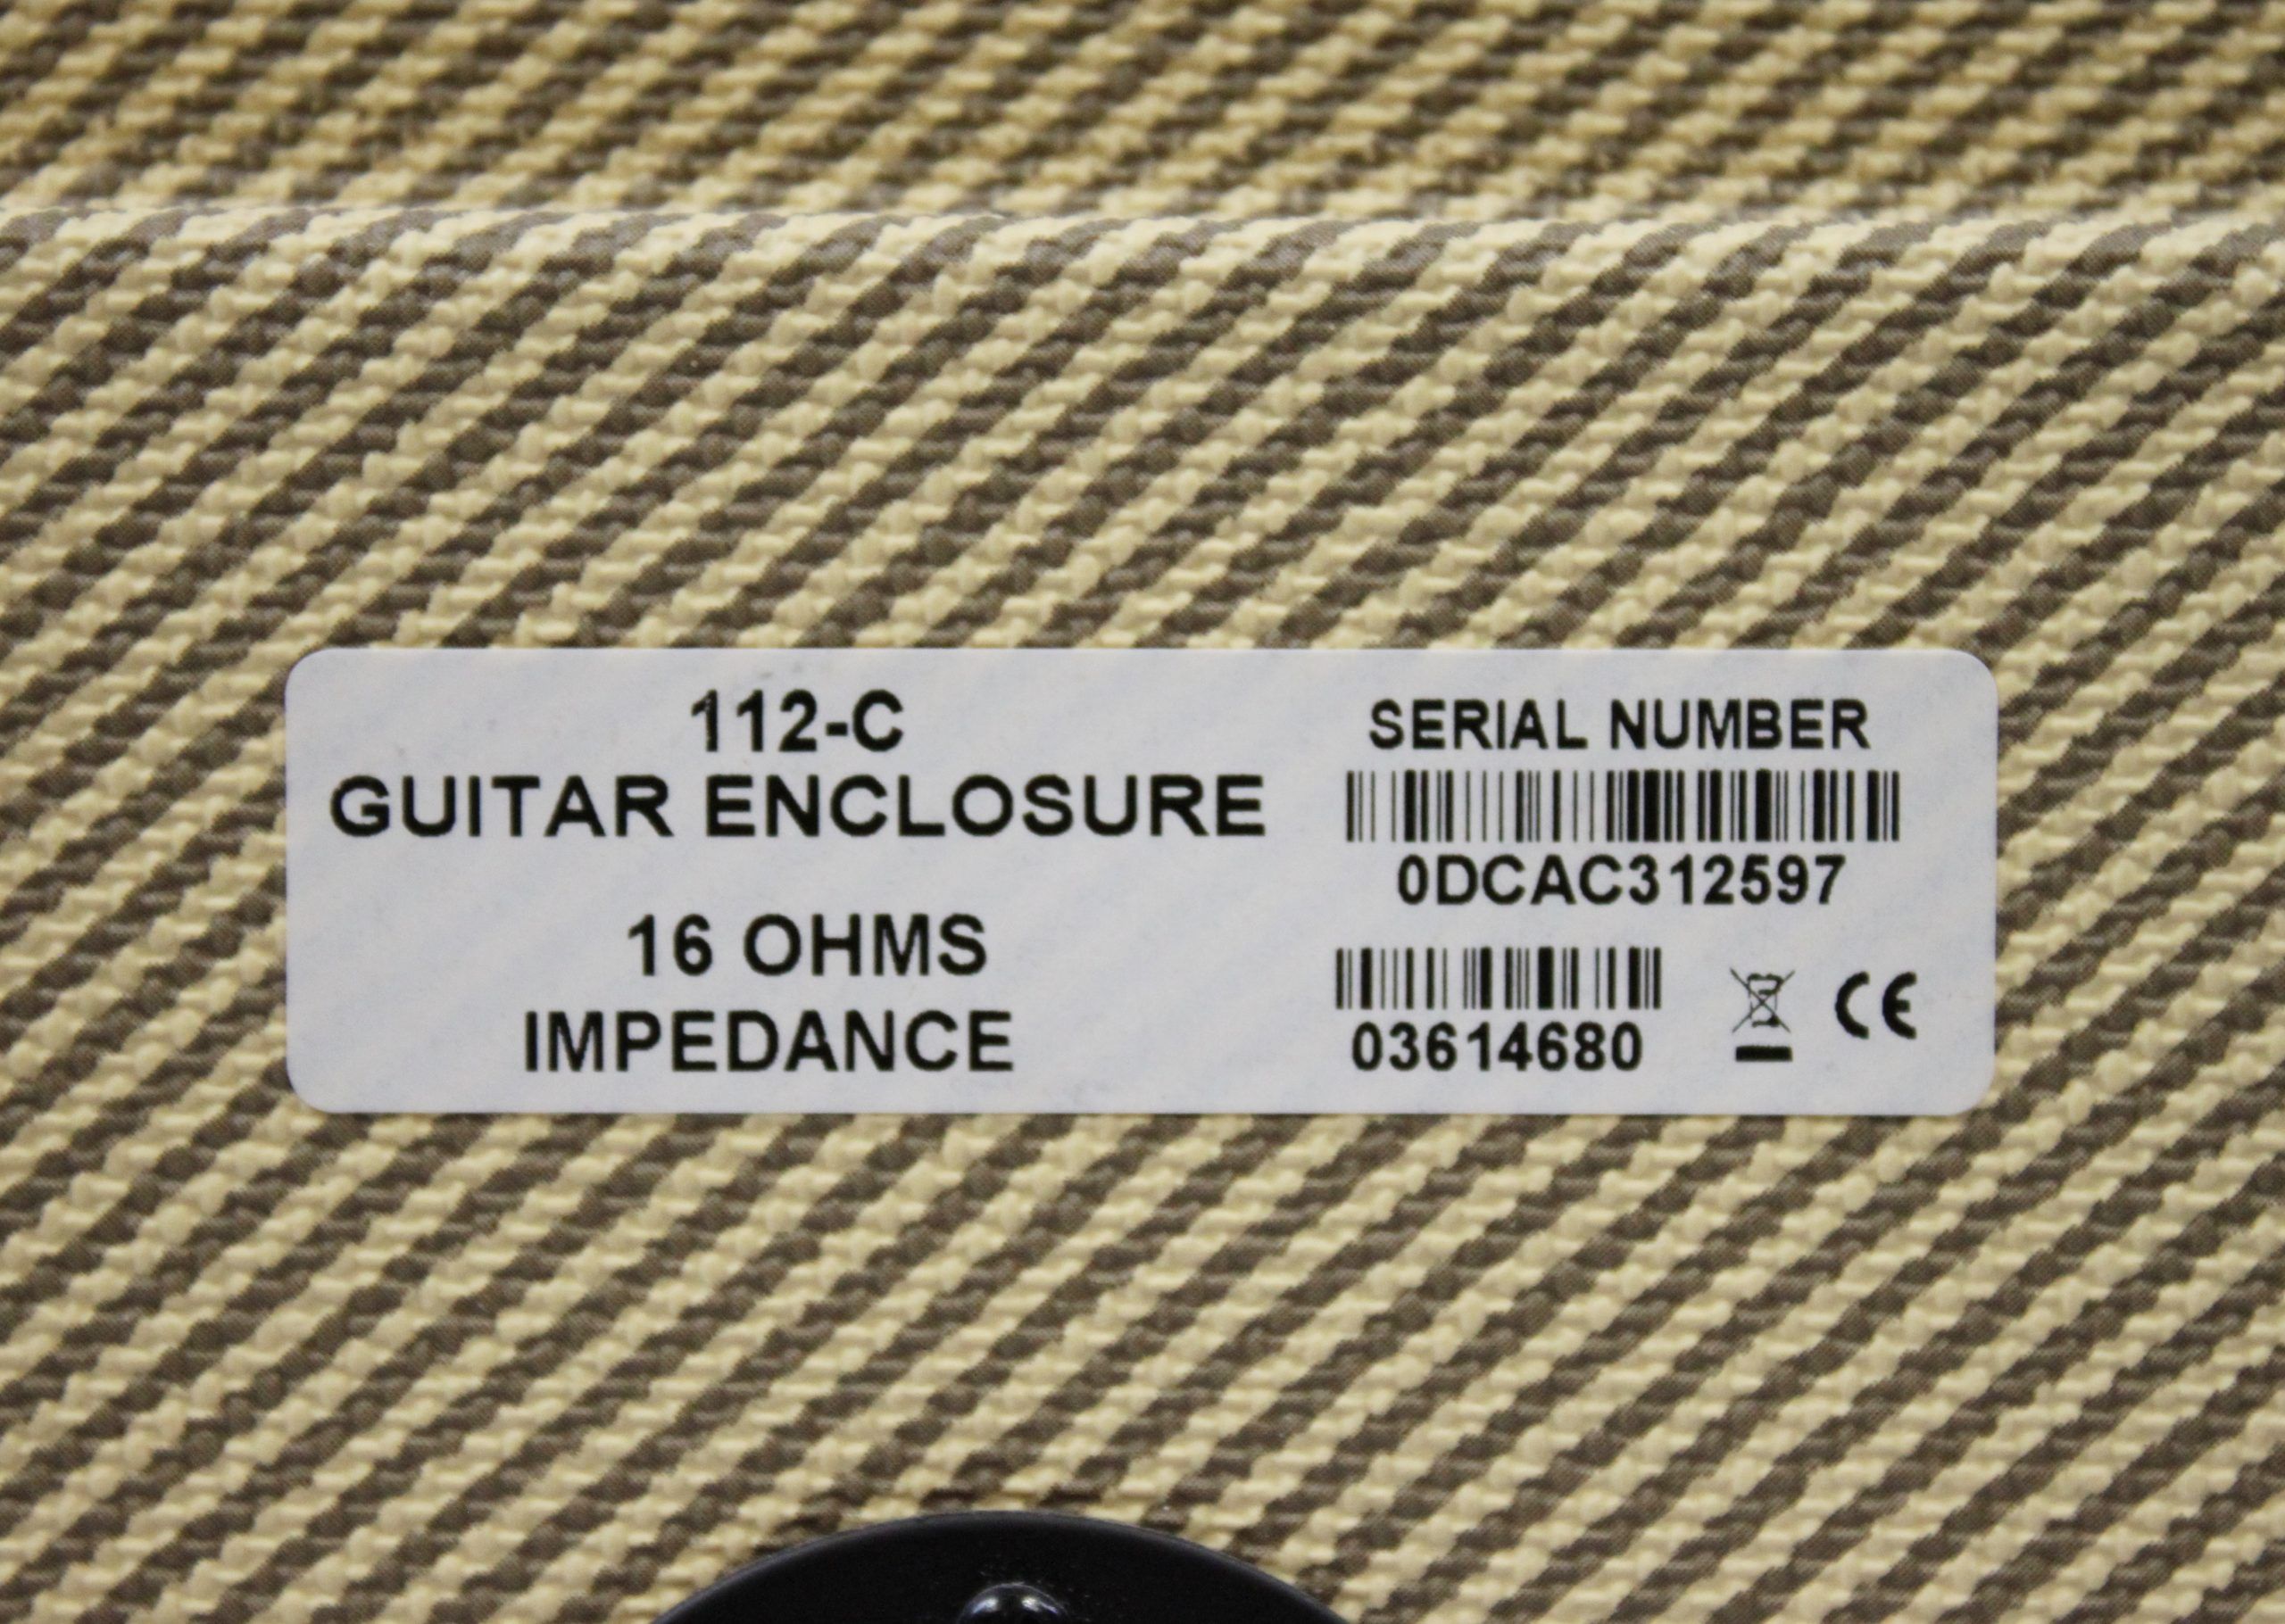 112-C
GUITAR ENCLOSURE
16 OHMS
IMPEDANCE
SERIAL NUMBER
0DCAC312597
03614680
CE